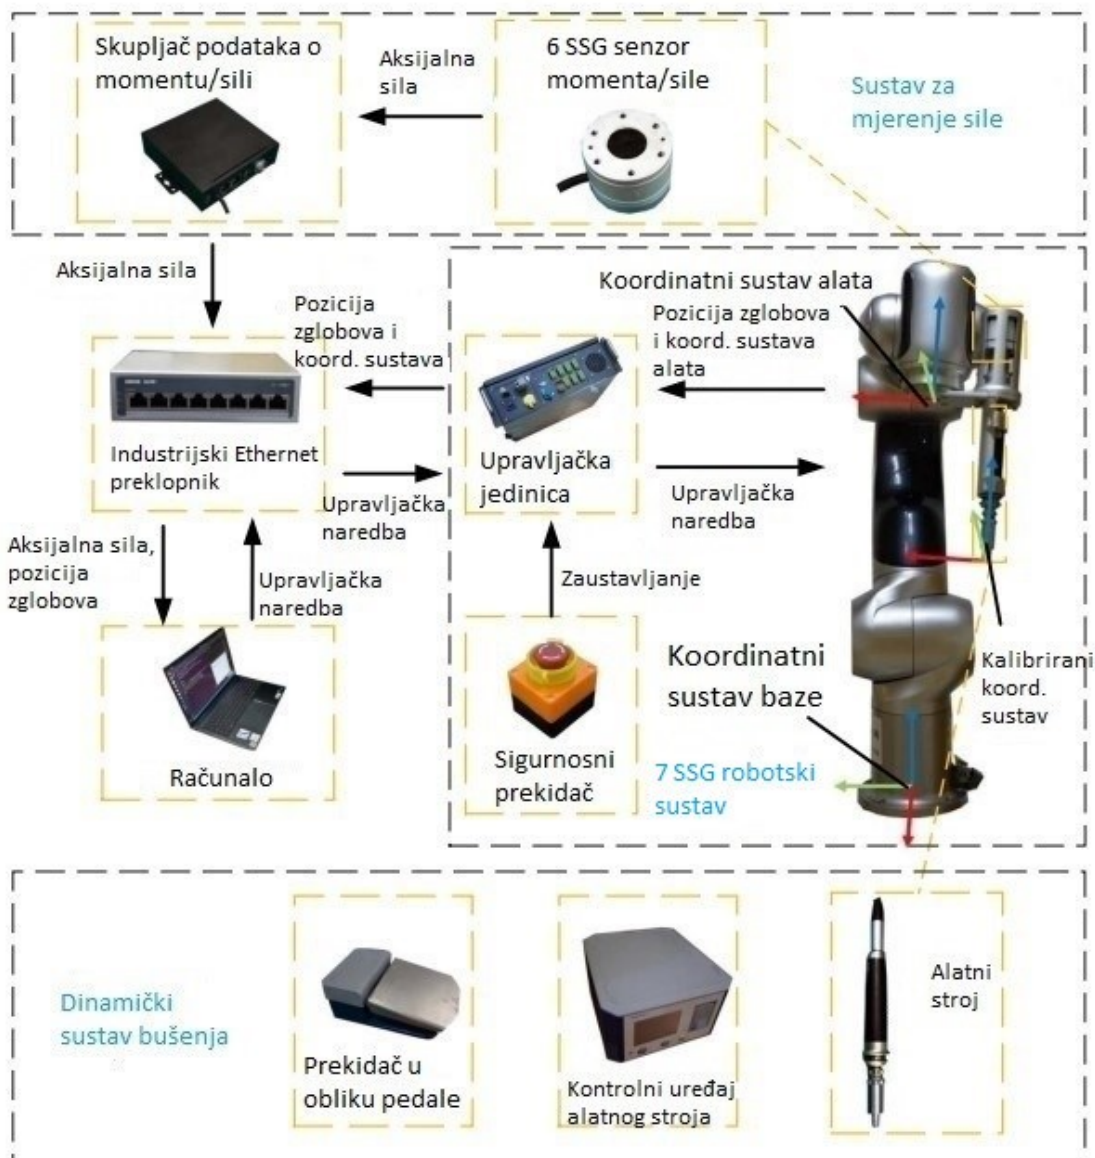 Skupljač podataka o
momentu/sili
Aksijalna
sila
6 SSG senzor
momenta/sile
Sustav za
mjerenje sile
Aksijalna sila
Koordinatni sustav alata
Pozicija
zglobova i
koord. sustava
Pozicija zglobova
i koord. sustava
alata
Industrijski Ethernet
preklopnik
Upravljačka
naredba
Upravljačka
jedinica
Upravljačka
naredba
Aksijalna sila,
pozicija
zglobova
Upravljačka
naredba
Zaustavljanje
Računalo
Sigurnosni
prekidač
Koordinatni
sustav baze
Kalibrirani
koord.
sustav
7 SSG robotski
sustav
Dinamički
sustav bušenja
Prekidač u
obliku pedale
Kontrolni uređaj
alatnog stroja
Alatni
stroj